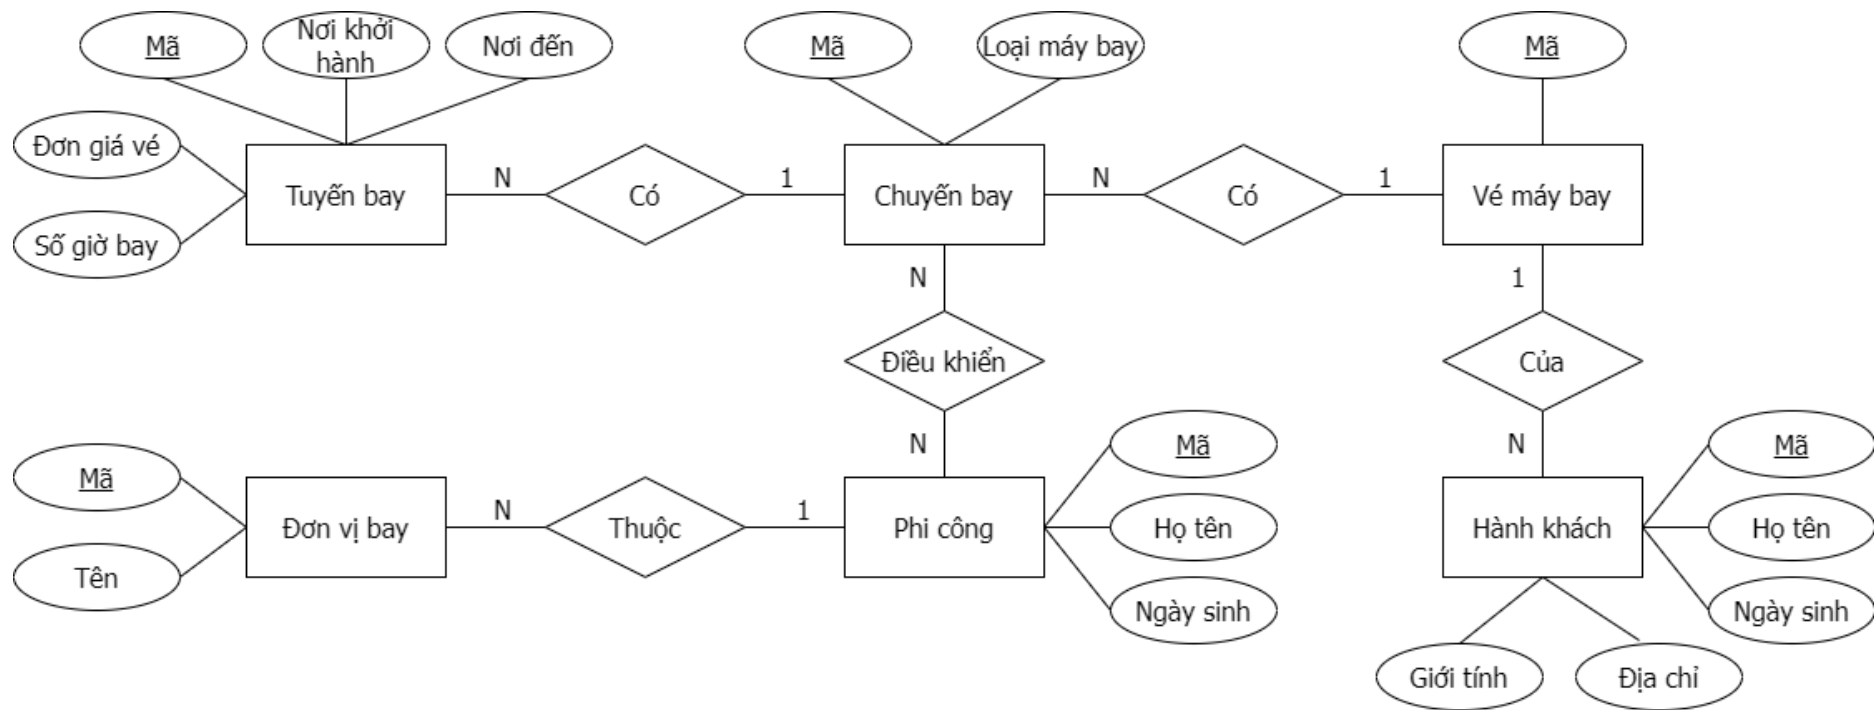 Mã
Nơi khởi
hành
Nơi đến
Mã
Loại máy bay
Mã
Đơn giá vé
Số giờ bay
Tuyến bay
N
Có
1
Chuyến bay
N
Có
1
Vé máy bay
N
1
Điều khiển
Của
N
N
Mã
Mã
Mã
Tên
Đơn vị bay
N
Thuộc
1
Phi công
Họ tên
Hành khách
Họ tên
Ngày sinh
Ngày sinh
Giới tính
Địa chỉ